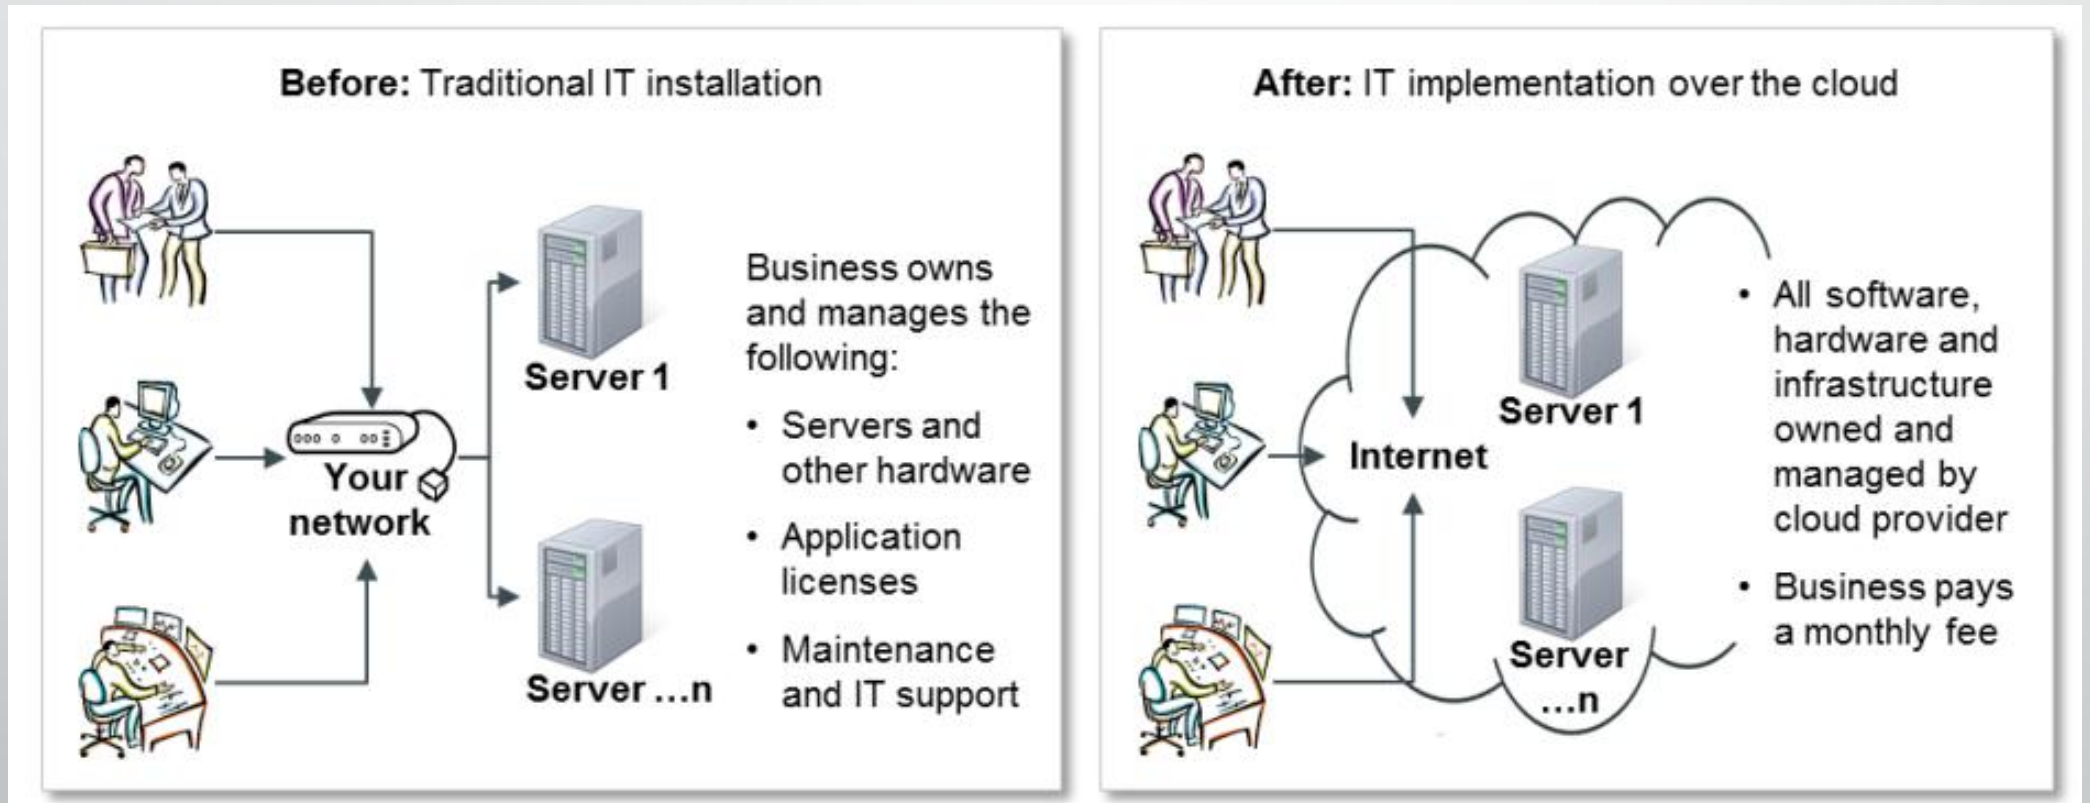 Before: Traditional IT installation
Business owns
and manages the
following:
• Servers and
other hardware
• Application
licenses
• Maintenance
and IT support
Server 1
Your
network
Server ...n
After: IT implementation over the cloud
Server 1
Internet
Server
...n
• All software,
hardware and
infrastructure
owned and
managed by
cloud provider
• Business pays
a monthly fee